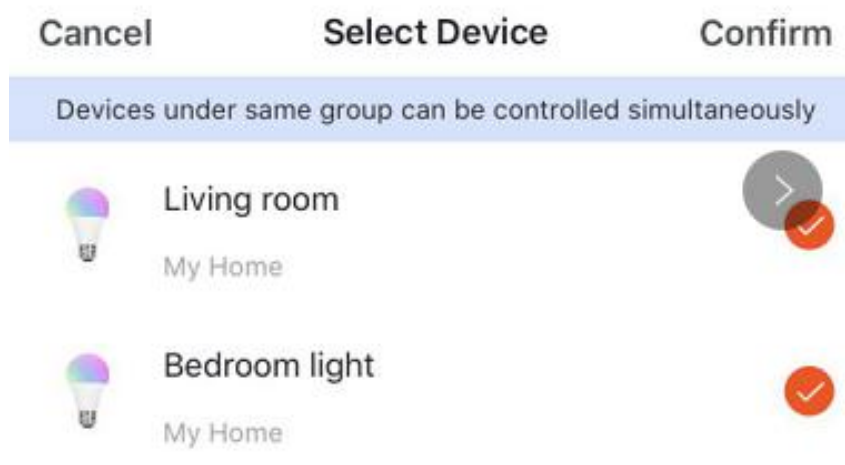 Cancel Select Device Confirm
Devices under same group can be controlled simultaneously
Living room
My Home
Bedroom light
My Home